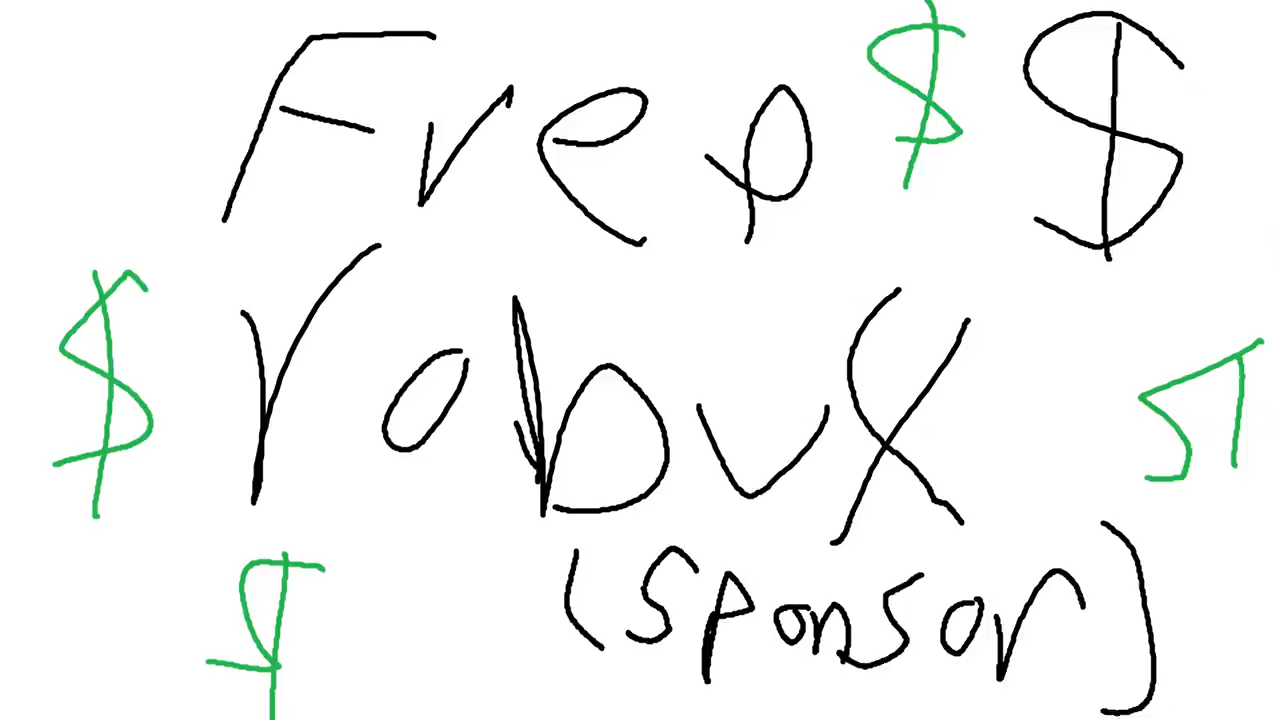 Free $ $
$ robux $
(sponsor)
$